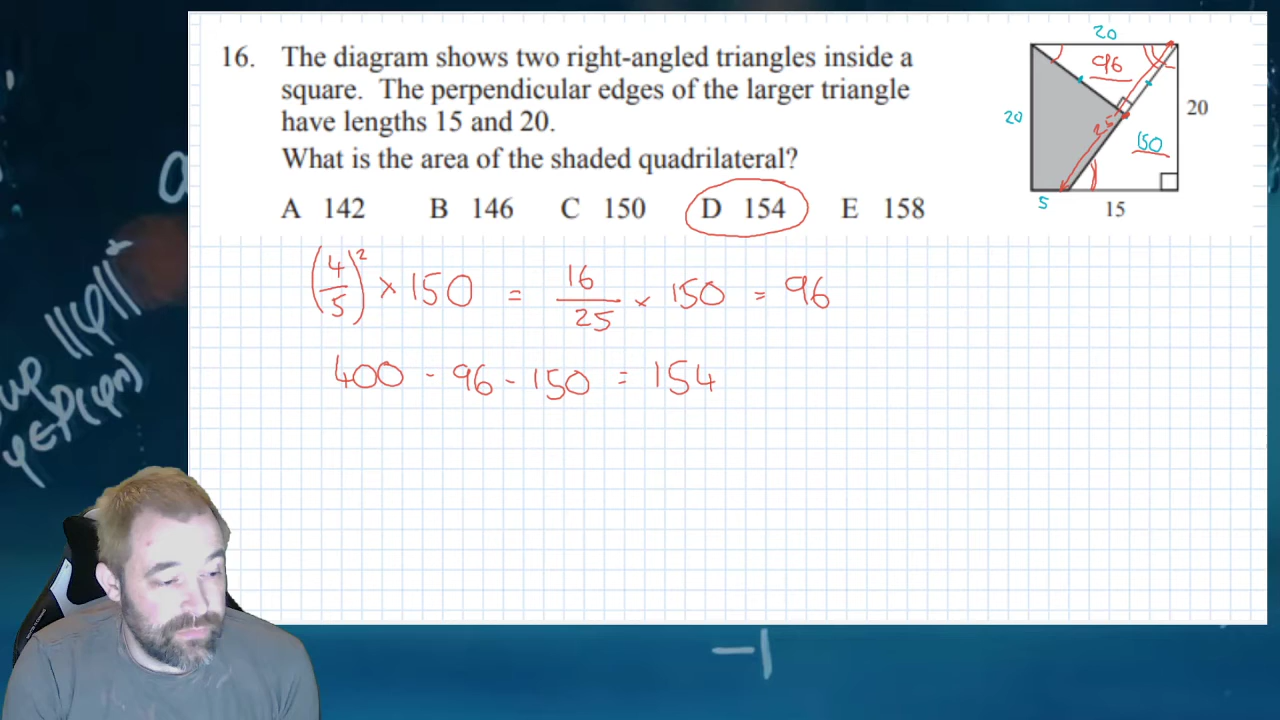 16. The diagram shows two right-angled triangles inside a
square. The perpendicular edges of the larger triangle
have lengths 15 and 20.
What is the area of the shaded quadrilateral?
A 142 B 146 C 150 D 154 E 158
20
96
20
20
25
150
5
15
(4/5)² × 150 = 16/25 × 150 = 96
400 - 96 - 150 = 154
||φ||
-1